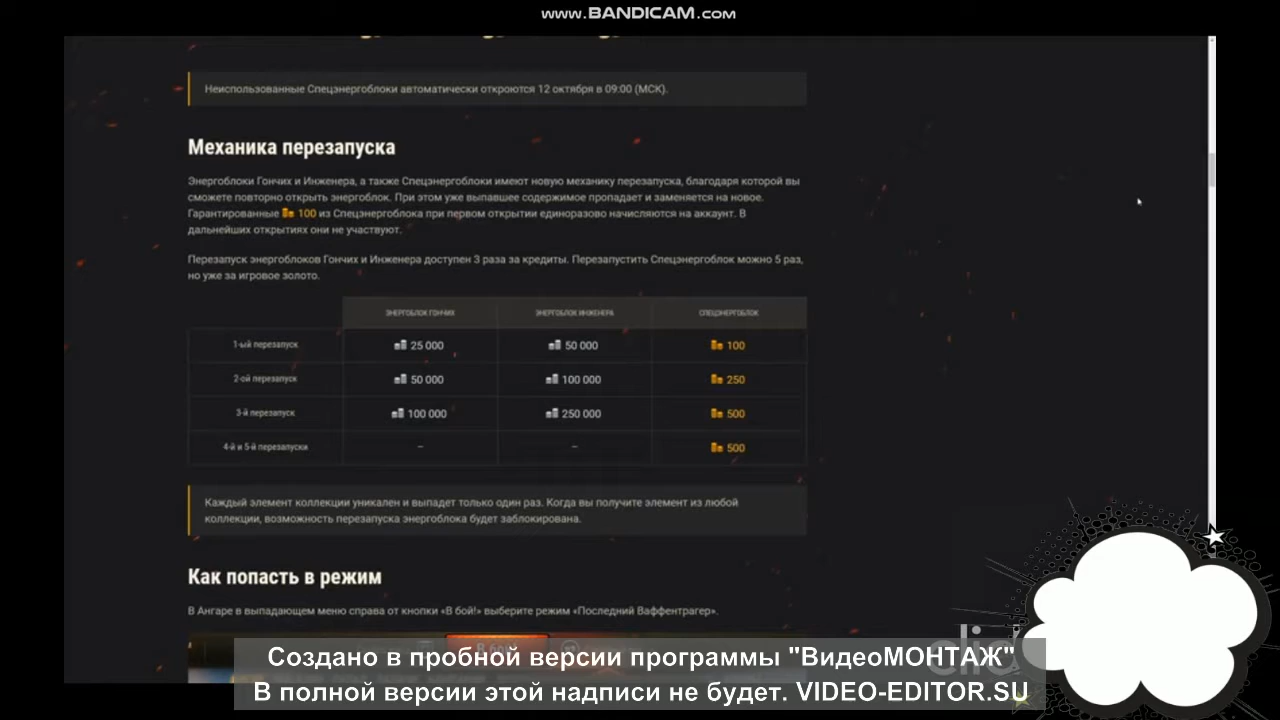 www.BANDICAM.com
Неиспользованные Спецэнергоблоки автоматически откроются 12 октября в 09:00 (МСК).
Механика перезапуска
Энергоблоки Гончих и Инженера, а также Спецэнергоблоки имеют новую механику перезапуска, благодаря которой вы
сможете повторно открыть энергоблок. При этом уже выпавшее содержимое пропадает и заменяется на новое.
Гарантированные 100 из Спецэнергоблока при первом открытии единоразово начисляются на аккаунт. В
дальнейших открытиях они не участвуют.
Перезапуск энергоблоков Гончих и Инженера доступен 3 раза за кредиты. Перезапустить Спецэнергоблок можно 5 раз,
но уже за игровое золото.
ЭНЕРГОБЛОК ГОНЧИХ ЭНЕРГОБЛОК ИНЖЕНЕРА СПЕЦЭНЕРГОБЛОК
1-ый перезапуск 25 000 50 000 100
2-ой перезапуск 50 000 100 000 250
3-й перезапуск 100 000 250 000 500
4-й и 5-й перезапуски – – 500
Каждый элемент коллекции уникален и выпадет только один раз. Когда вы получите элемент из любой
коллекции, возможность перезапуска энергоблока будет заблокирована.
Как попасть в режим
В Ангаре в выпадающем меню справа от кнопки «В бой!» выберите режим «Последний Ваффентрагер».
Создано в пробной версии программы "ВидеоМОНТАЖ"
В полной версии этой надписи не будет. VIDEO-EDITOR.SU